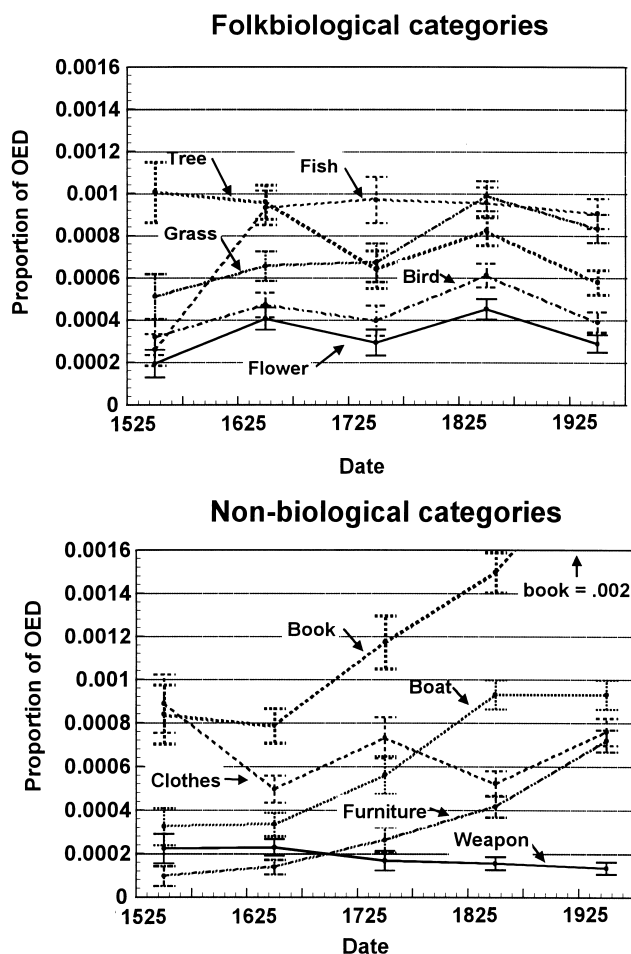 Folkbiological categories
Proportion of OED
0.0016
0.0014
0.0012
0.001
0.0008
0.0006
0.0004
0.0002
0
Tree
Fish
Grass
Bird
Flower
1525 1625 1725 1825 1925
Date
Non-biological categories
Proportion of OED
0.0016
0.0014
0.0012
0.001
0.0008
0.0006
0.0004
0.0002
0
book = .002
Book
Boat
Clothes
Furniture
Weapon
1525 1625 1725 1825 1925
Date